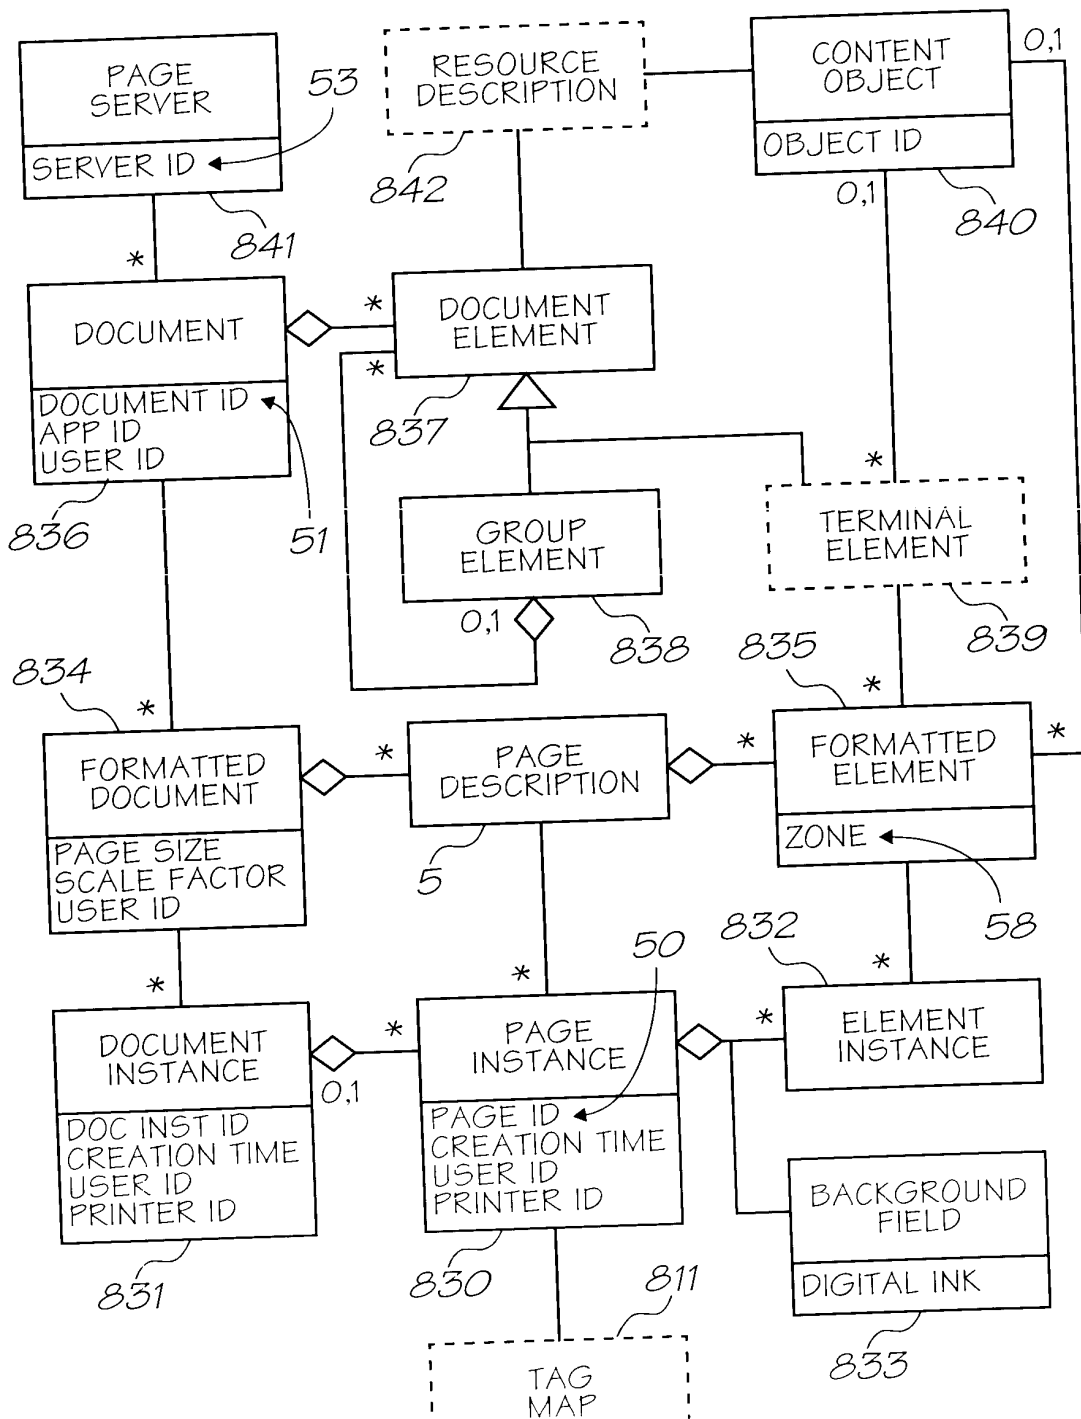 PAGE
SERVER
SERVER ID
53
841
*
RESOURCE
DESCRIPTION
842
CONTENT
OBJECT
OBJECT ID
0,1
0,1
840
DOCUMENT
DOCUMENT ID
APP ID
USER ID
836
51
*
*
DOCUMENT
ELEMENT
837
GROUP
ELEMENT
0,1
838
*
TERMINAL
ELEMENT
839
834
*
FORMATTED
DOCUMENT
PAGE SIZE
SCALE FACTOR
USER ID
*
PAGE
DESCRIPTION
5
*
835
*
FORMATTED
ELEMENT
ZONE
*
58
*
DOCUMENT
INSTANCE
0,1
DOC INST ID
CREATION TIME
USER ID
PRINTER ID
831
*
50
*
PAGE
INSTANCE
PAGE ID
CREATION TIME
USER ID
PRINTER ID
830
832
*
*
ELEMENT
INSTANCE
BACKGROUND
FIELD
DIGITAL INK
833
811
TAG
MAP